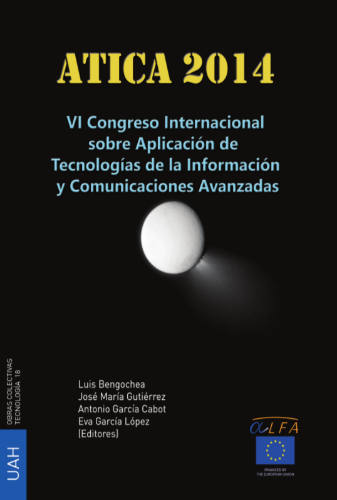 ATICA 2014
VI Congreso Internacional
sobre Aplicación de
Tecnologías de la Información
y Comunicaciones Avanzadas
Luis Bengochea
José María Gutiérrez
Antonio García Cabot
Eva García López
(Editores)
OBRAS COLECTIVAS
TECNOLOGÍA 18
UAH
αLFA
FINANCED BY
THE EUROPEAN UNION